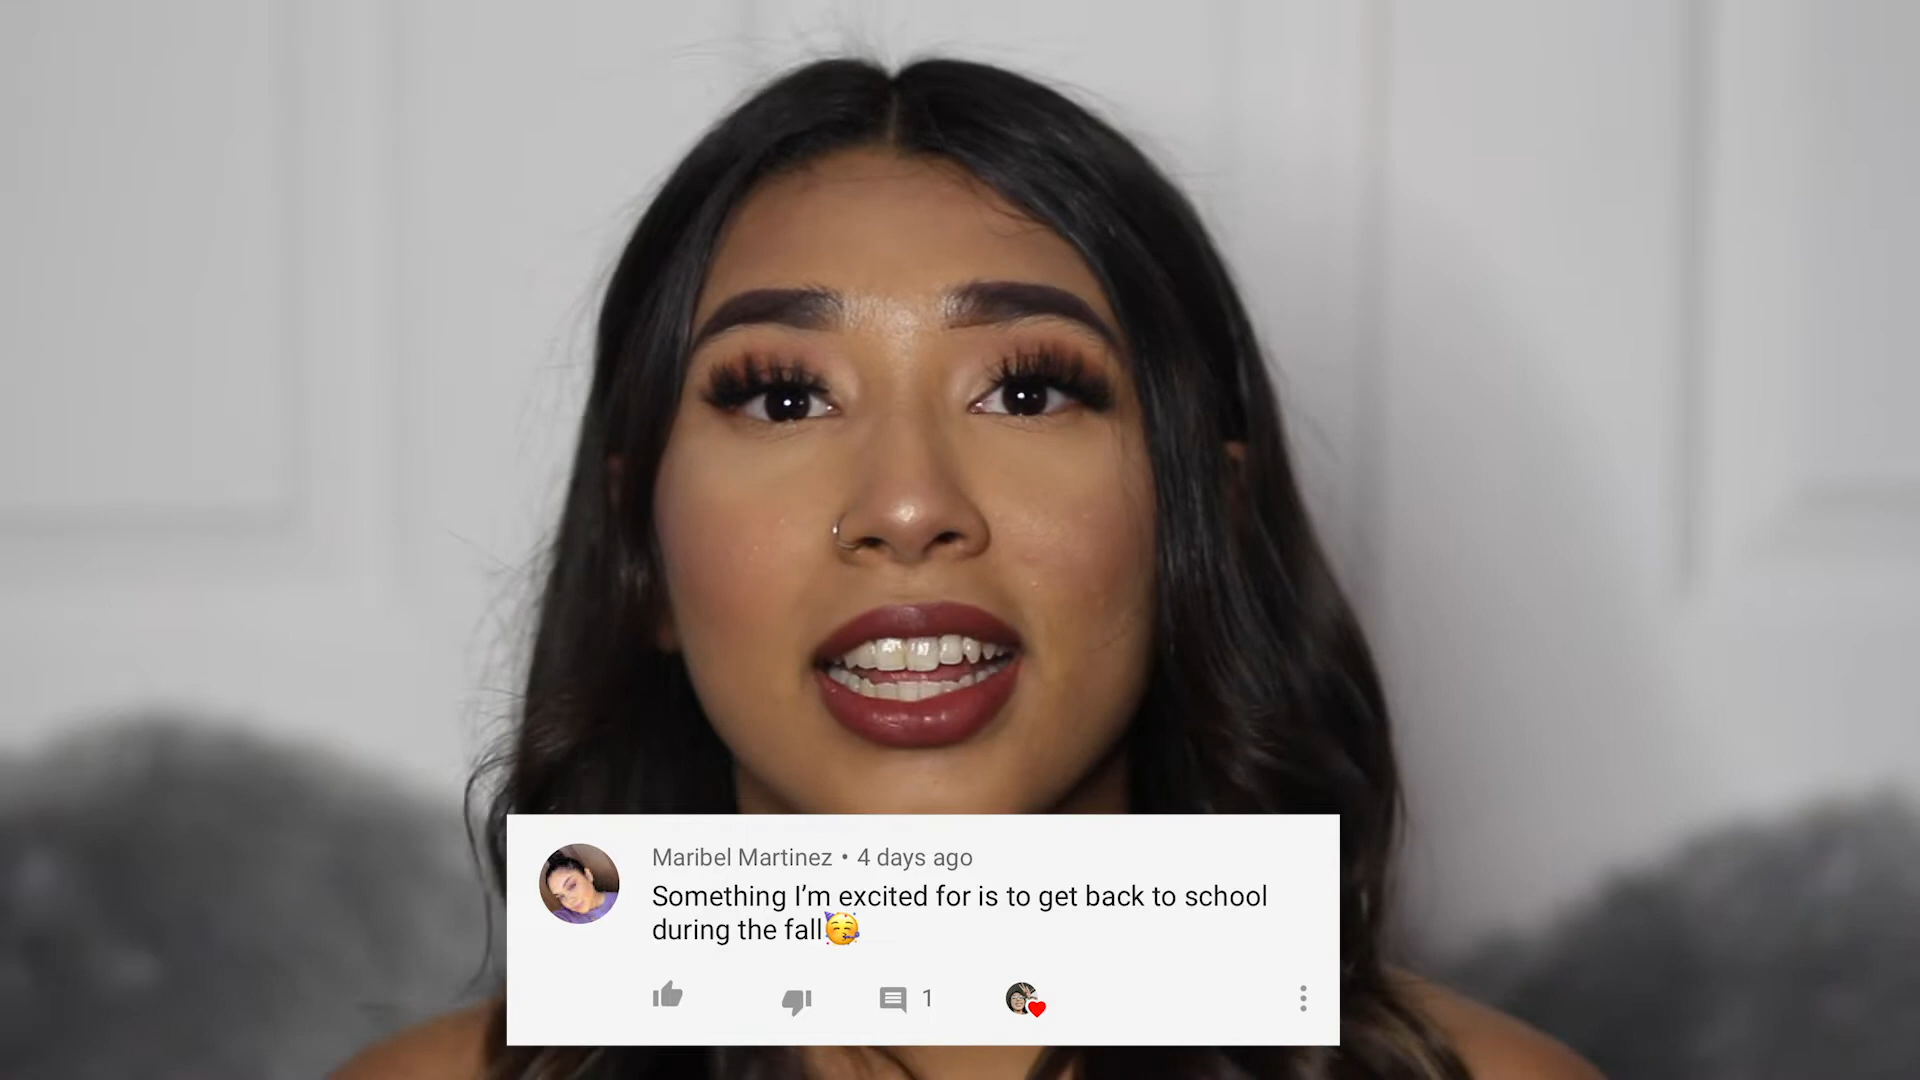 Maribel Martinez • 4 days ago
Something I’m excited for is to get back to school
during the fall🥳
1